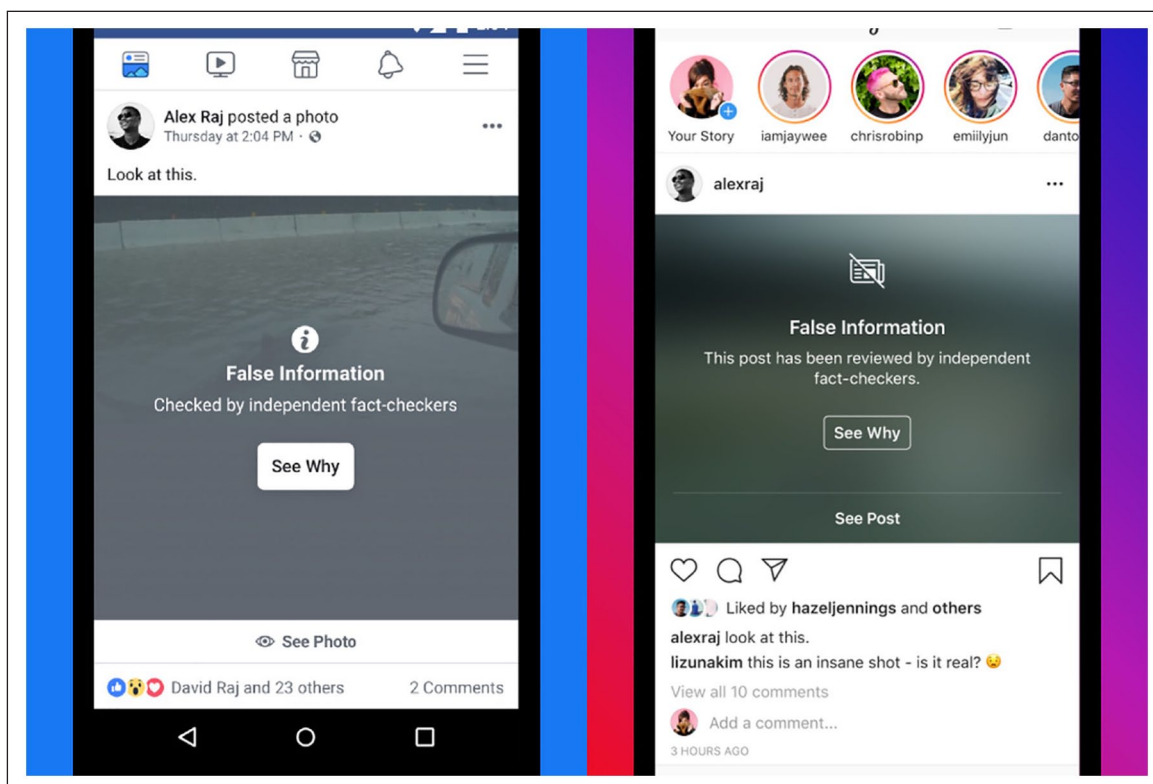 Alex Raj posted a photo
Thursday at 2:04 PM ·
Look at this.
False Information
Checked by independent fact-checkers
See Why
See Photo
David Raj and 23 others 2 Comments
Your Story iamjaywee chrisrobinp emiilyjun danto
alexraj
False Information
This post has been reviewed by independent
fact-checkers.
See Why
See Post
Liked by hazeljennings and others
alexraj look at this.
lizunakim this is an insane shot - is it real? 😟
View all 10 comments
Add a comment...
3 HOURS AGO